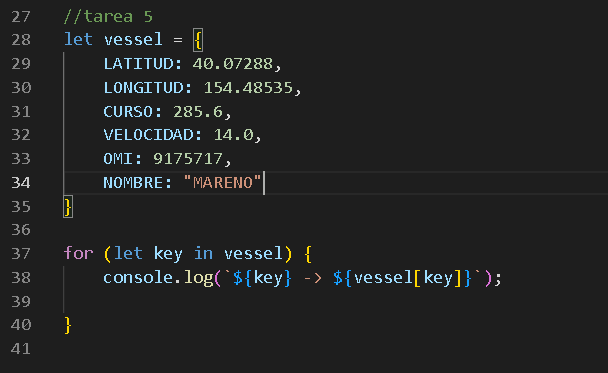 27 //tarea 5
28 let vessel = {
29     LATITUD: 40.07288,
30     LONGITUD: 154.48535,
31     CURSO: 285.6,
32     VELOCIDAD: 14.0,
33     OMI: 9175717,
34     NOMBRE: "MARENO"
35 }
36
37 for (let key in vessel) {
38     console.log(`${key} -> ${vessel[key]}`);
39
40 }
41